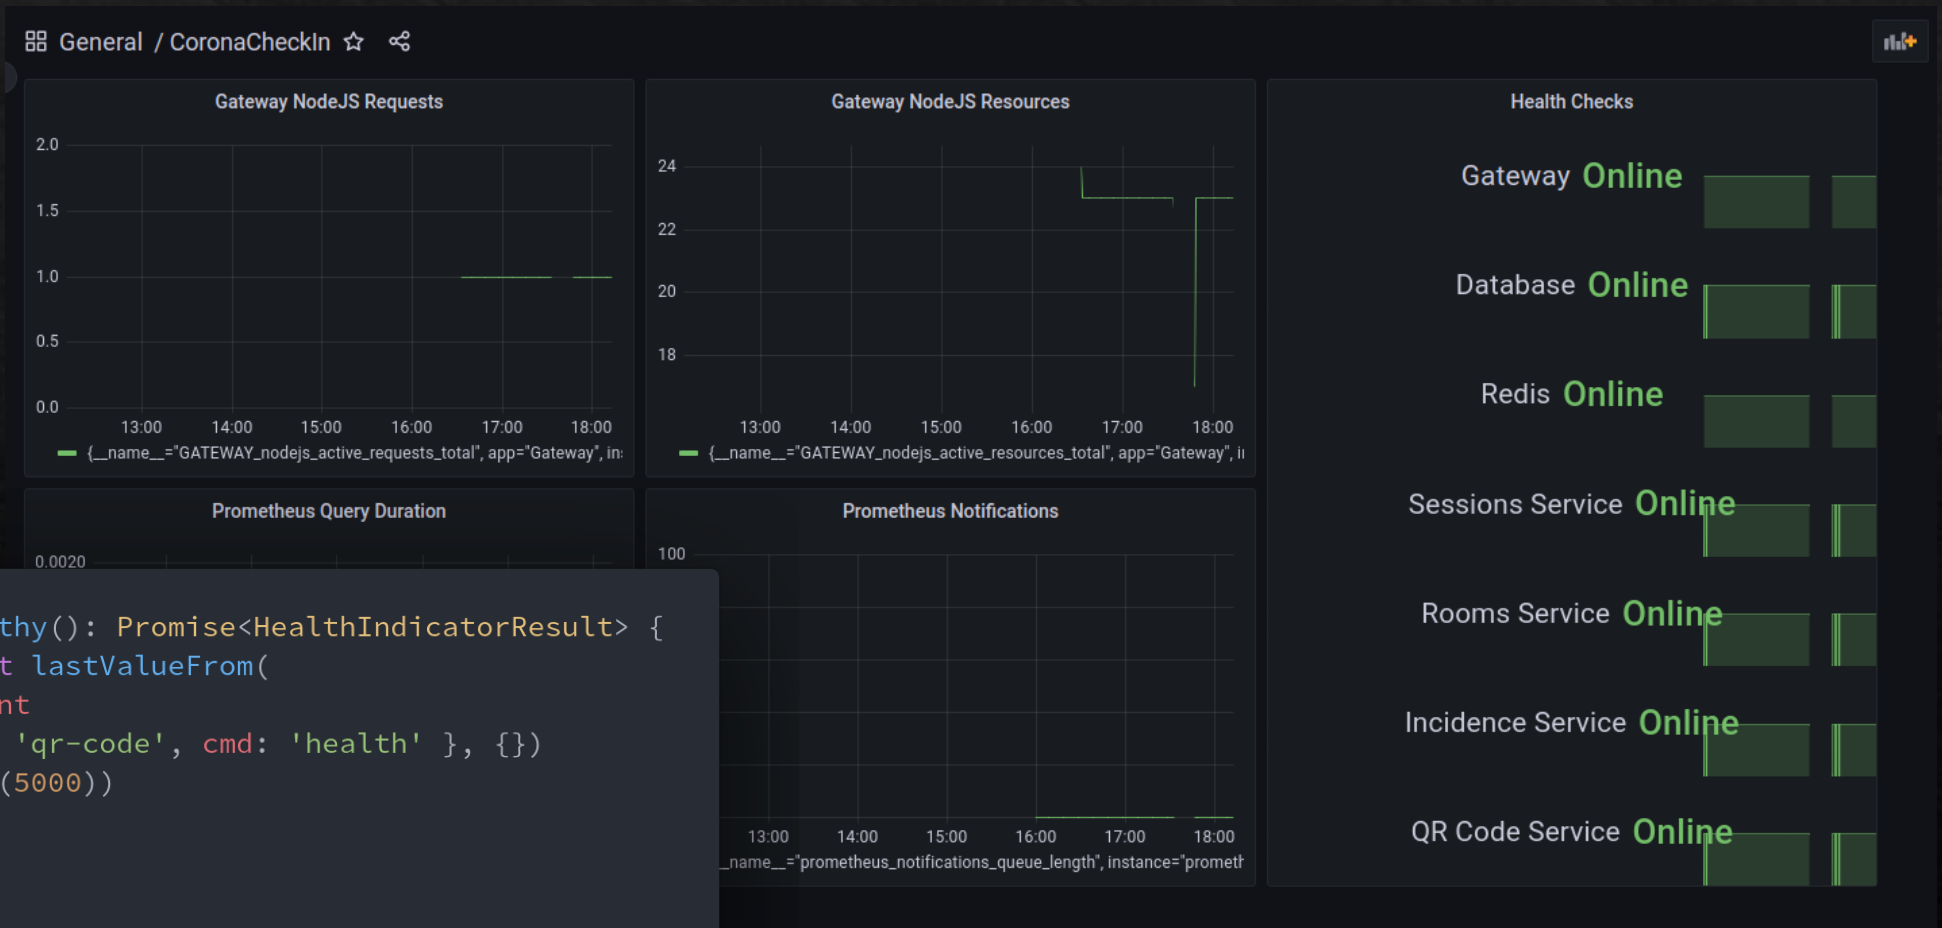 General / CoronaCheckIn
Gateway NodeJS Requests
2.0
1.5
1.0
0.5
0.0
13:00 14:00 15:00 16:00 17:00 18:00
{__name__="GATEWAY_nodejs_active_requests_total", app="Gateway", in
Gateway NodeJS Resources
24
22
20
18
13:00 14:00 15:00 16:00 17:00 18:00
{__name__="GATEWAY_nodejs_active_resources_total", app="Gateway", i
Health Checks
Gateway Online
Database Online
Redis Online
Sessions Service Online
Rooms Service Online
Incidence Service Online
QR Code Service Online
Prometheus Query Duration
0.0020
Prometheus Notifications
100
13:00 14:00 15:00 16:00 17:00 18:00
_name__="prometheus_notifications_queue_length", instance="prometh
thy(): Promise<HealthIndicatorResult> {
t lastValueFrom(
nt
'qr-code', cmd: 'health' }, {})
(5000))